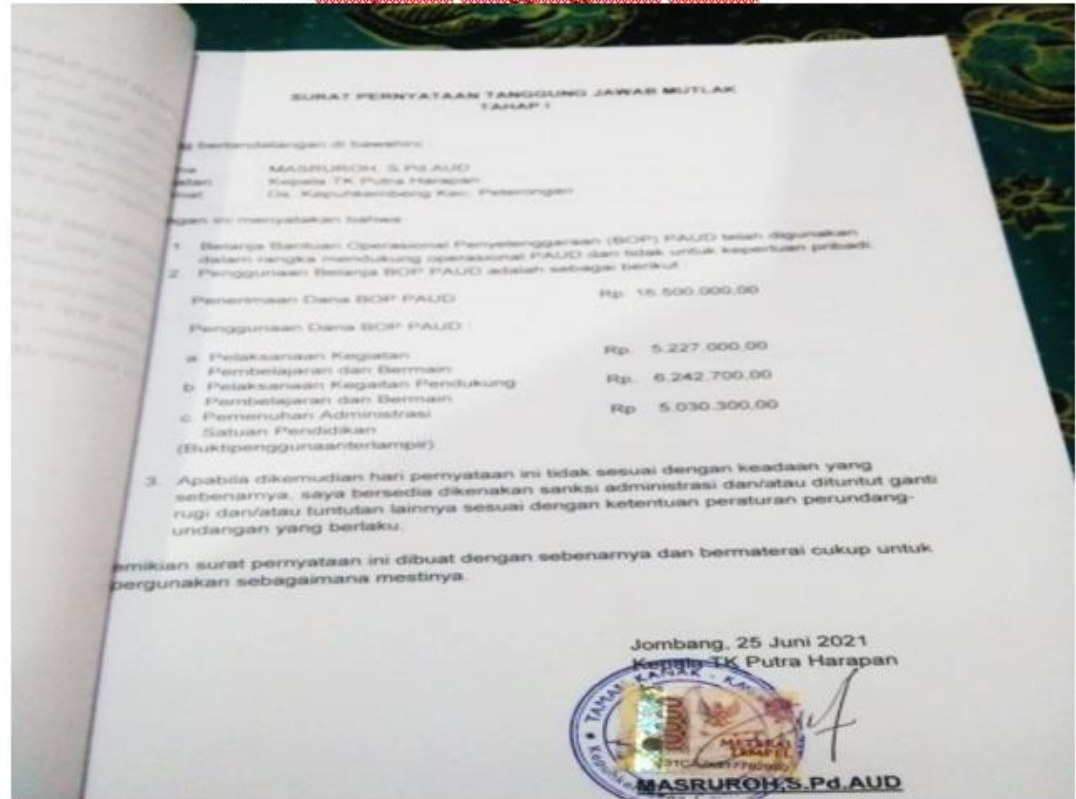 SURAT PERNYATAAN TANGGUNG JAWAB MUTLAK
TAHAP I
bertandatangan di bawahini
MASRUROH, S.Pd.AUD
Kepala TK Putra Harapan
Ds. Kepuhkembeng Kec. Peterongan
ini menyatakan bahwa
1. Belanja Bantuan Operasional Penyelenggaraan (BOP) PAUD telah digunakan
dalam rangka mendukung operasional PAUD dan tidak untuk keperluan pribadi.
2. Penggunaan Belanja BOP PAUD adalah sebagai berikut :
Penerimaan Dana BOP PAUD Rp. 16.500.000,00
Penggunaan Dana BOP PAUD :
a. Pelaksanaan Kegiatan Rp. 5.227.000,00
Pembelajaran dan Bermain
b. Pelaksanaan Kegaitan Pendukung Rp. 6.242.700,00
Pembelajaran dan Bermain
c. Pemenuhan Administrasi Rp 5.030.300,00
Satuan Pendidikan
(Buktipenggunaanterlampir)
3. Apabila dikemudian hari pernyataan ini tidak sesuai dengan keadaan yang
sebenarnya, saya bersedia dikenakan sanksi administrasi dan/atau dituntut ganti
rugi dan/atau tuntutan lainnya sesuai dengan ketentuan peraturan perundang-
undangan yang berlaku.
emikian surat pernyataan ini dibuat dengan sebenarnya dan bermaterai cukup untuk
pergunakan sebagaimana mestinya.
Jombang, 25 Juni 2021
Kepala TK Putra Harapan
TAMAN KANAK - KA
METERAI
TEMPEL
MASRUROH,S.Pd.AUD